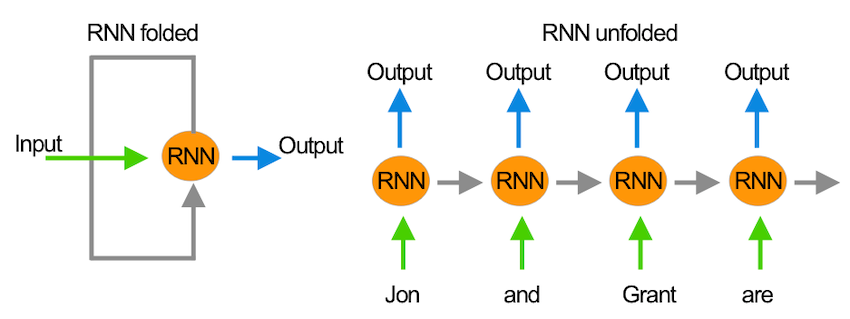 RNN folded
Input
RNN
Output
RNN unfolded
Output Output Output Output
RNN RNN RNN RNN
Jon and Grant are